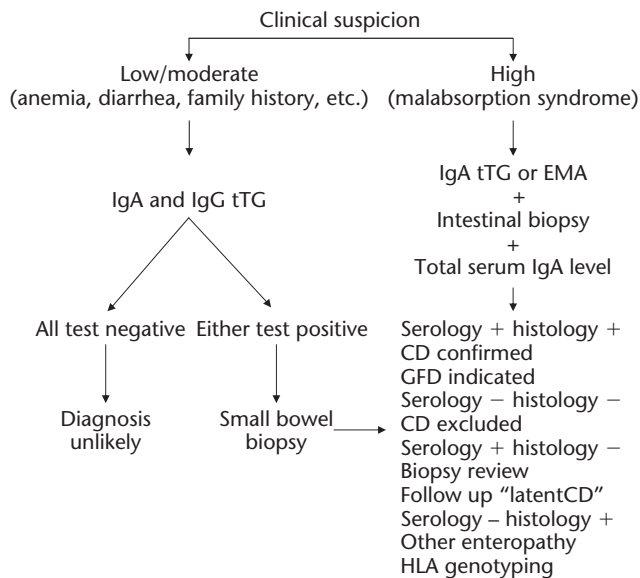 Clinical suspicion
Low/moderate
(anemia, diarrhea, family history, etc.)
High
(malabsorption syndrome)
IgA and IgG tTG
IgA tTG or EMA
+
Intestinal biopsy
+
Total serum IgA level
All test negative
Either test positive
Diagnosis
unlikely
Small bowel
biopsy
Serology + histology +
CD confirmed
GFD indicated
Serology − histology −
CD excluded
Serology + histology −
Biopsy review
Follow up “latentCD”
Serology – histology +
Other enteropathy
HLA genotyping